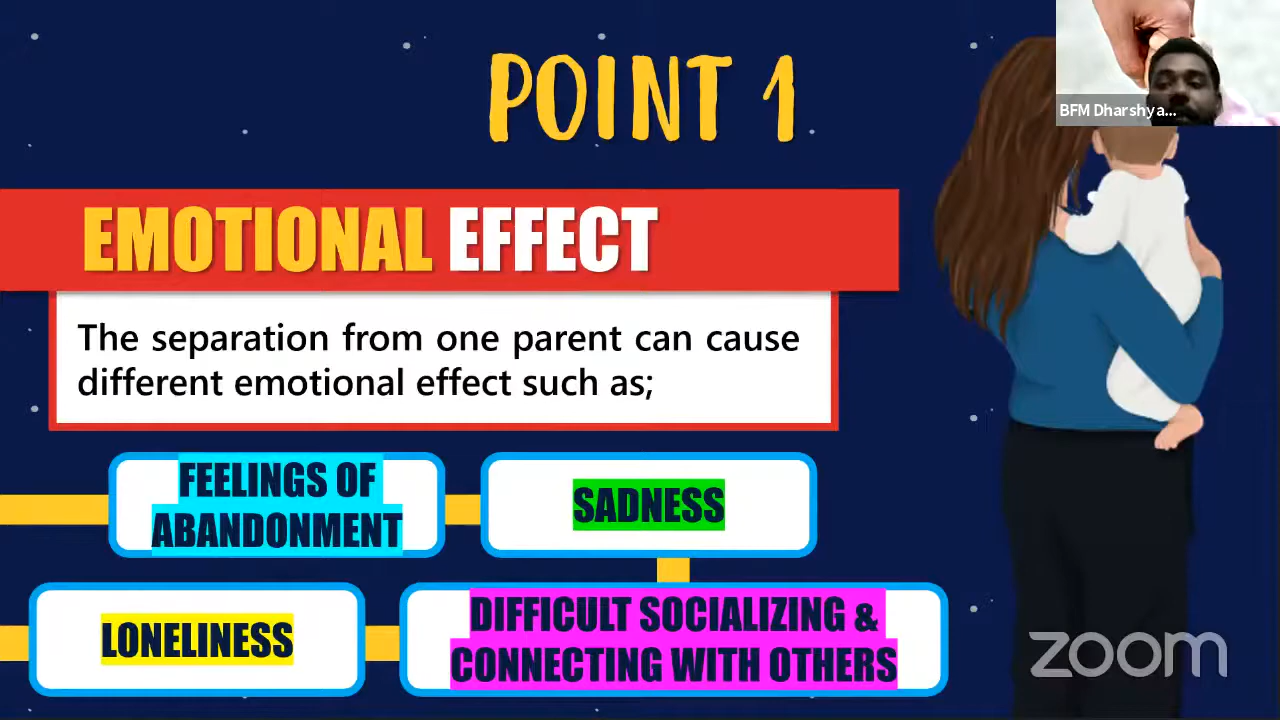 POINT 1
BFM Dharshya...
EMOTIONAL EFFECT
The separation from one parent can cause
different emotional effect such as;
FEELINGS OF
ABANDONMENT
SADNESS
LONELINESS
DIFFICULT SOCIALIZING &
CONNECTING WITH OTHERS
zoom